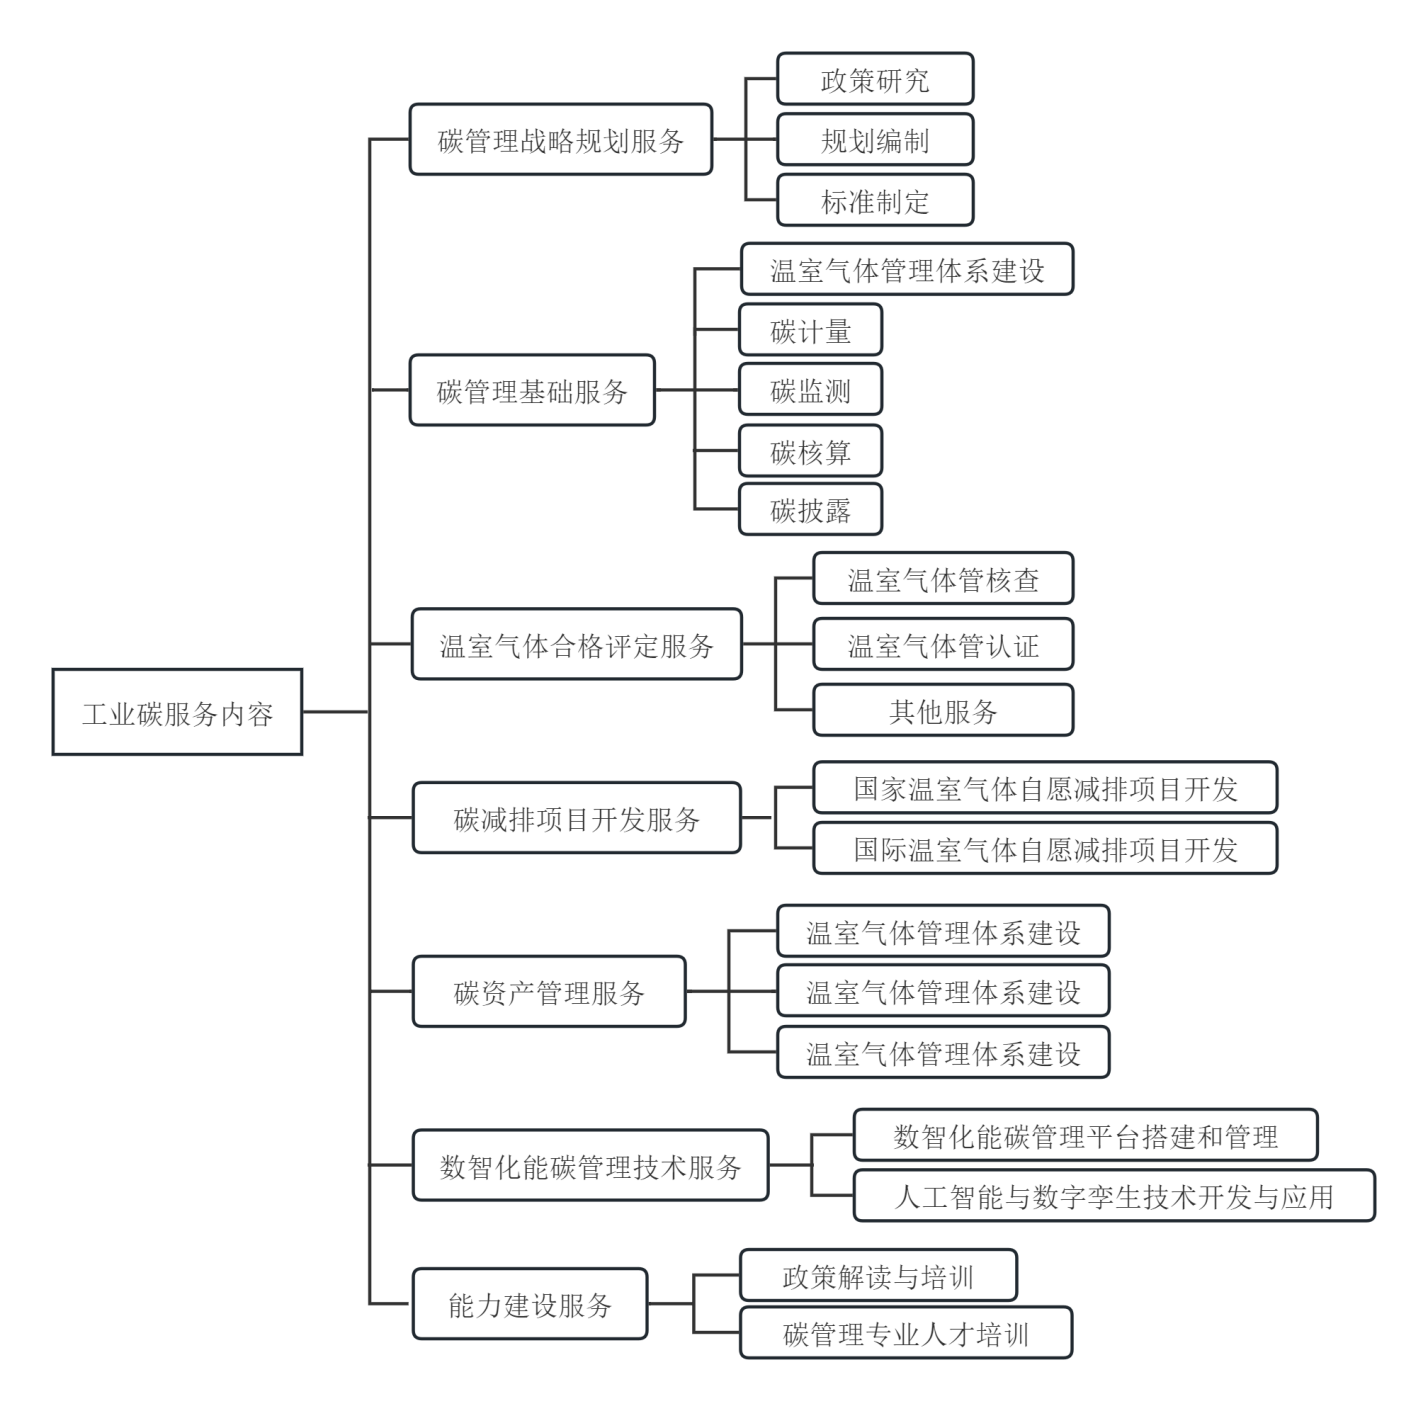 工业碳服务内容
碳管理战略规划服务
政策研究
规划编制
标准制定
碳管理基础服务
温室气体管理体系建设
碳计量
碳监测
碳核算
碳披露
温室气体合格评定服务
温室气体管核查
温室气体管认证
其他服务
碳减排项目开发服务
国家温室气体自愿减排项目开发
国际温室气体自愿减排项目开发
碳资产管理服务
温室气体管理体系建设
温室气体管理体系建设
温室气体管理体系建设
数智化能碳管理技术服务
数智化能碳管理平台搭建和管理
人工智能与数字孪生技术开发与应用
能力建设服务
政策解读与培训
碳管理专业人才培训